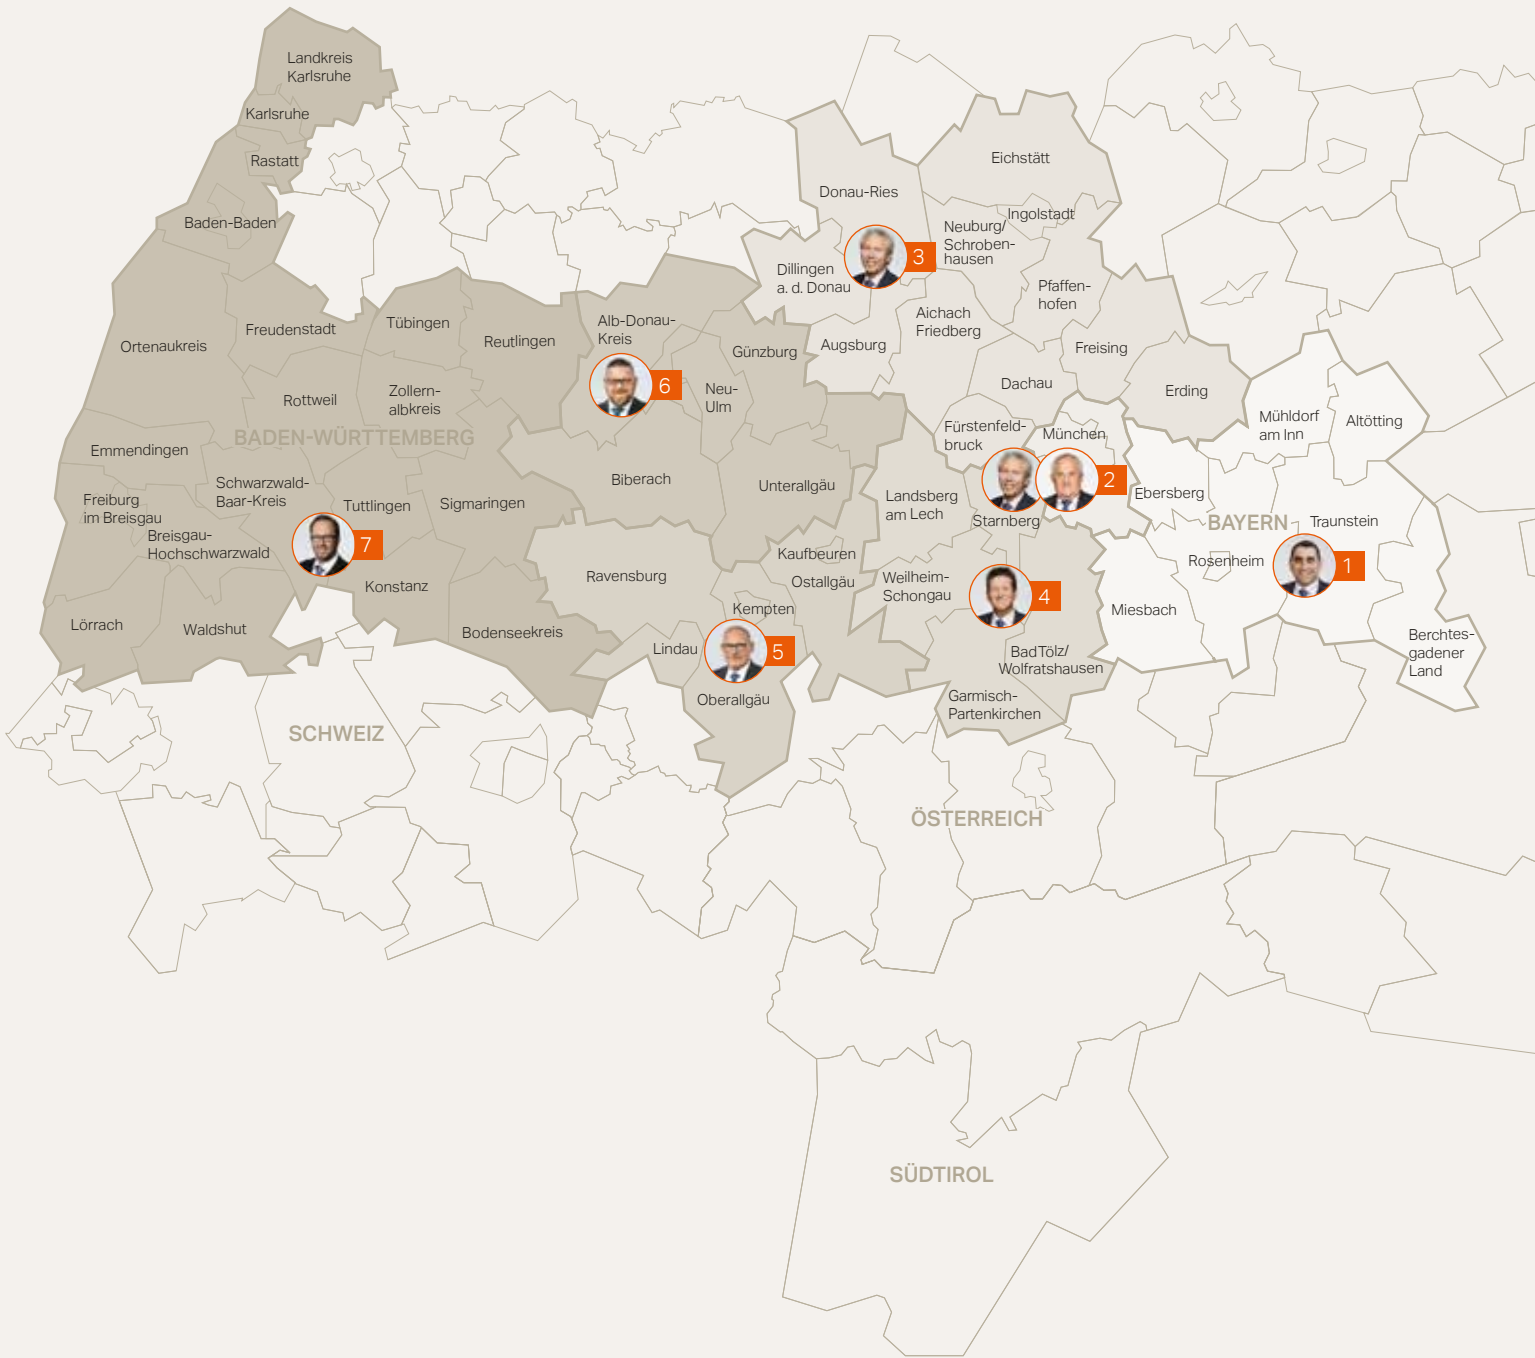 Landkreis
Karlsruhe
Karlsruhe
Rastatt
Baden-Baden
Ortenaukreis
Freudenstadt
Tübingen
Reutlingen
Rottweil
Zollern-
albkreis
BADEN-WÜRTTEMBERG
Emmendingen
Schwarzwald-
Baar-Kreis
Freiburg
im Breisgau
Tuttlingen
Sigmaringen
Breisgau-
Hochschwarzwald
7
Konstanz
Lörrach
Waldshut
Bodenseekreis
Alb-Donau-
Kreis
6
Günzburg
Neu-
Ulm
Biberach
Unterallgäu
Ravensburg
Kaufbeuren
Ostallgäu
Kempten
Lindau
5
Oberallgäu
Donau-Ries
Eichstätt
Ingolstadt
Neuburg/
Schroben-
hausen
3
Dillingen
a. d. Donau
Pfaffen-
hofen
Aichach
Friedberg
Augsburg
Freising
Dachau
Erding
Fürstenfeld-
bruck
München
2
Landsberg
am Lech
Starnberg
Weilheim-
Schongau
4
Bad Tölz/
Wolfratshausen
Garmisch-
Partenkirchen
Mühldorf
am Inn
Altötting
Ebersberg
BAYERN
Traunstein
Rosenheim
1
Miesbach
Berchtes-
gadener
Land
SCHWEIZ
ÖSTERREICH
SÜDTIROL